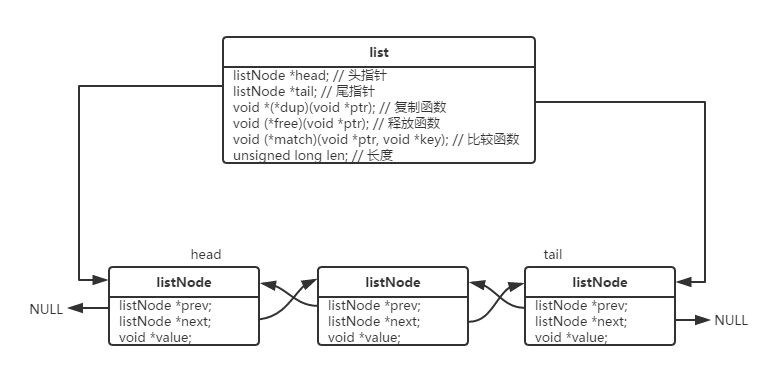 list
listNode *head; // 头指针
listNode *tail; // 尾指针
void *(*dup)(void *ptr); // 复制函数
void (*free)(void *ptr); // 释放函数
void (*match)(void *ptr, void *key); // 比较函数
unsigned long len; // 长度
head
tail
listNode
listNode *prev;
listNode *next;
void *value;
listNode
listNode *prev;
listNode *next;
void *value;
listNode
listNode *prev;
listNode *next;
void *value;
NULL
NULL